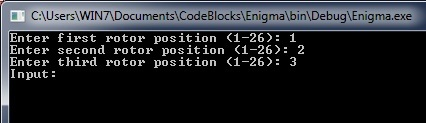 C:\Users\WIN7\Documents\CodeBlocks\Enigma\bin\Debug\Enigma.exe
Enter first rotor position (1-26): 1
Enter second rotor position (1-26): 2
Enter third rotor position (1-26): 3
Input: